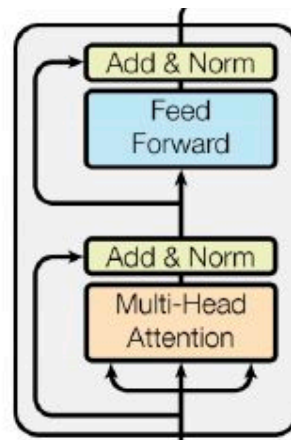 Add & Norm
Feed
Forward
Add & Norm
Multi-Head
Attention